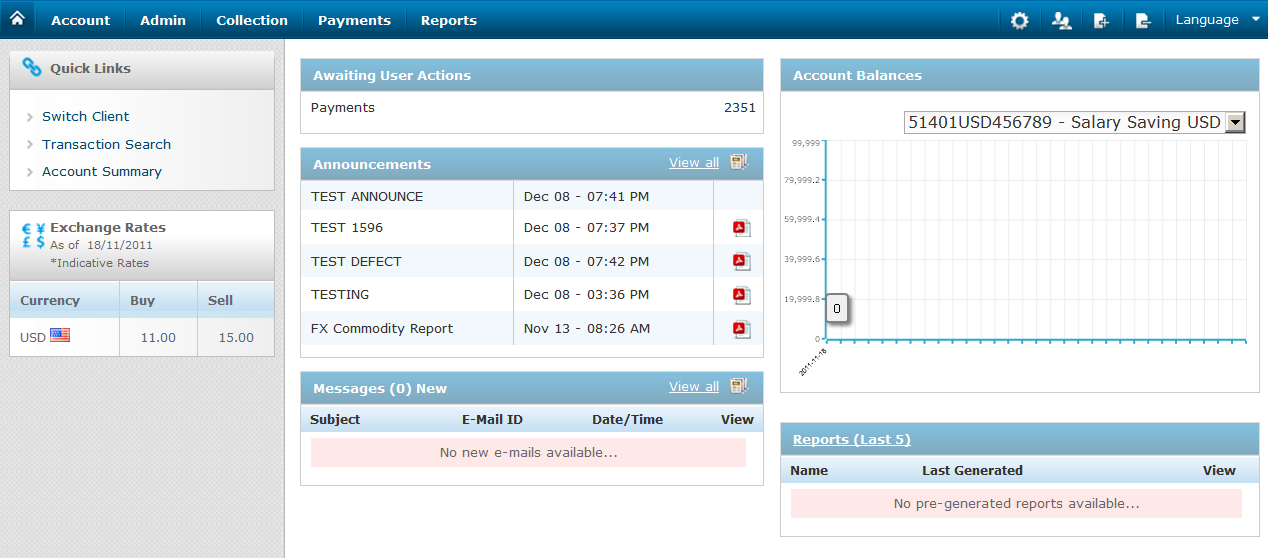 Account Admin Collection Payments Reports Language
Quick Links
Switch Client
Transaction Search
Account Summary
Exchange Rates
As of 18/11/2011
*Indicative Rates
Currency Buy Sell
USD 11.00 15.00
Awaiting User Actions
Payments 2351
Announcements View all
TEST ANNOUNCE Dec 08 - 07:41 PM
TEST 1596 Dec 08 - 07:37 PM
TEST DEFECT Dec 08 - 07:42 PM
TESTING Dec 08 - 03:36 PM
FX Commodity Report Nov 13 - 08:26 AM
Messages (0) New View all
Subject E-Mail ID Date/Time View
No new e-mails available...
Account Balances
51401USD456789 - Salary Saving USD
99,999
79,999.2
59,999.4
39,999.6
19,999.8
0
0
2011-11-18
Reports (Last 5)
Name Last Generated View
No pre-generated reports available...